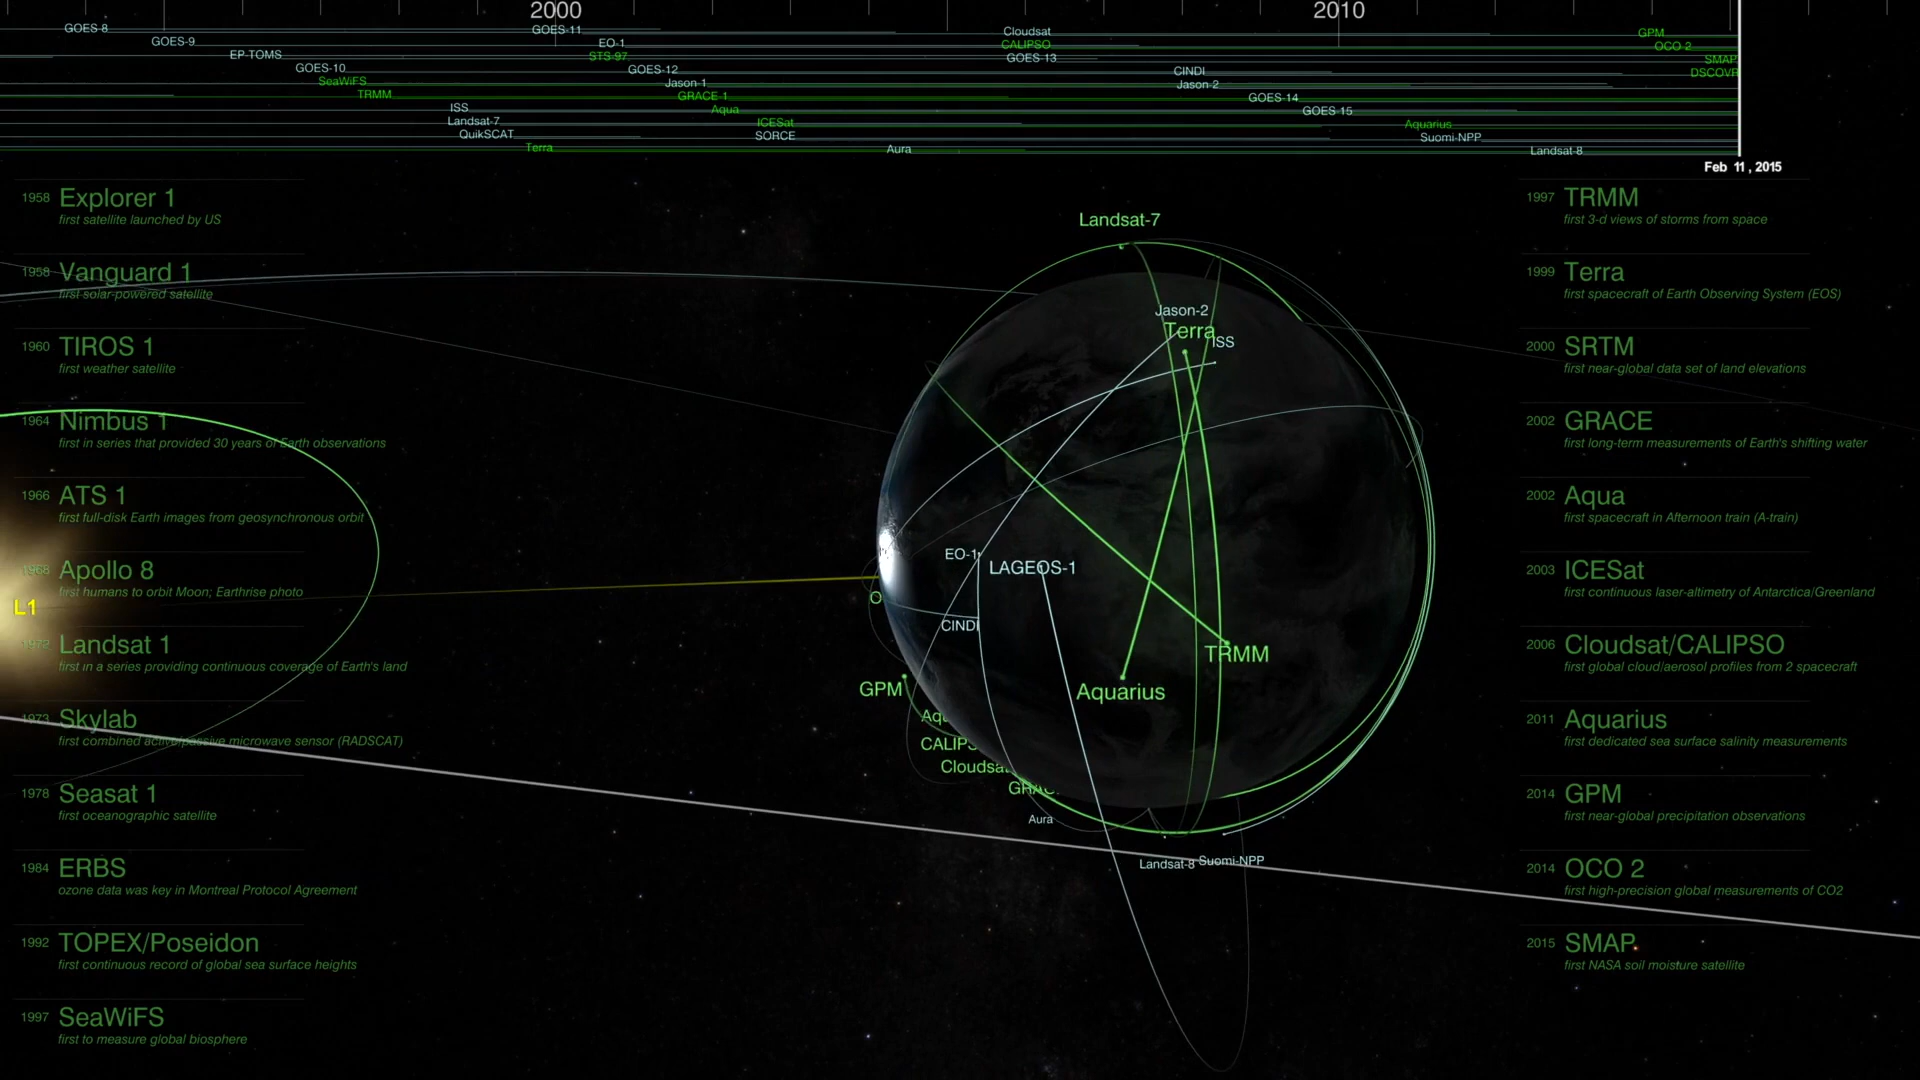 2000
2010
GOES-8
GOES-11
Cloudsat
GPM
GOES-9
EO-1
CALIPSO
OCO 2
EP-TOMS
STS-97
GOES-13
SMAP
GOES-10
GOES-12
CINDI
DSCOVR
SeaWiFS
Jason-1
Jason-2
TRMM
GRACE-1
GOES-14
ISS
Aqua
GOES-15
Landsat-7
ICESat
Aquarius
QuikSCAT
SORCE
Suomi-NPP
Terra
Aura
Landsat-8
Feb 11, 2015
1958 Explorer 1
first satellite launched by US
1958 Vanguard 1
first solar-powered satellite
1960 TIROS 1
first weather satellite
1964 Nimbus 1
first in series that provided 30 years of Earth observations
1966 ATS 1
first full-disk Earth images from geosynchronous orbit
1968 Apollo 8
first humans to orbit Moon; Earthrise photo
L1
1972 Landsat 1
first in a series providing continuous coverage of Earth's land
1973 Skylab
first combined active/passive microwave sensor (RADSCAT)
1978 Seasat 1
first oceanographic satellite
1984 ERBS
ozone data was key in Montreal Protocol Agreement
1992 TOPEX/Poseidon
first continuous record of global sea surface heights
1997 SeaWiFS
first to measure global biosphere
Landsat-7
Jason-2
Terra
ISS
EO-1
LAGEOS-1
O
CINDI
TRMM
GPM
Aquarius
Aqu
CALIPS
Cloudsat
GRAC
Aura
Landsat-8
Suomi-NPP
1997 TRMM
first 3-d views of storms from space
1999 Terra
first spacecraft of Earth Observing System (EOS)
2000 SRTM
first near-global data set of land elevations
2002 GRACE
first long-term measurements of Earth's shifting water
2002 Aqua
first spacecraft in Afternoon train (A-train)
2003 ICESat
first continuous laser-altimetry of Antarctica/Greenland
2006 Cloudsat/CALIPSO
first global cloud/aerosol profiles from 2 spacecraft
2011 Aquarius
first dedicated sea surface salinity measurements
2014 GPM
first near-global precipitation observations
2014 OCO 2
first high-precision global measurements of CO2
2015 SMAP
first NASA soil moisture satellite